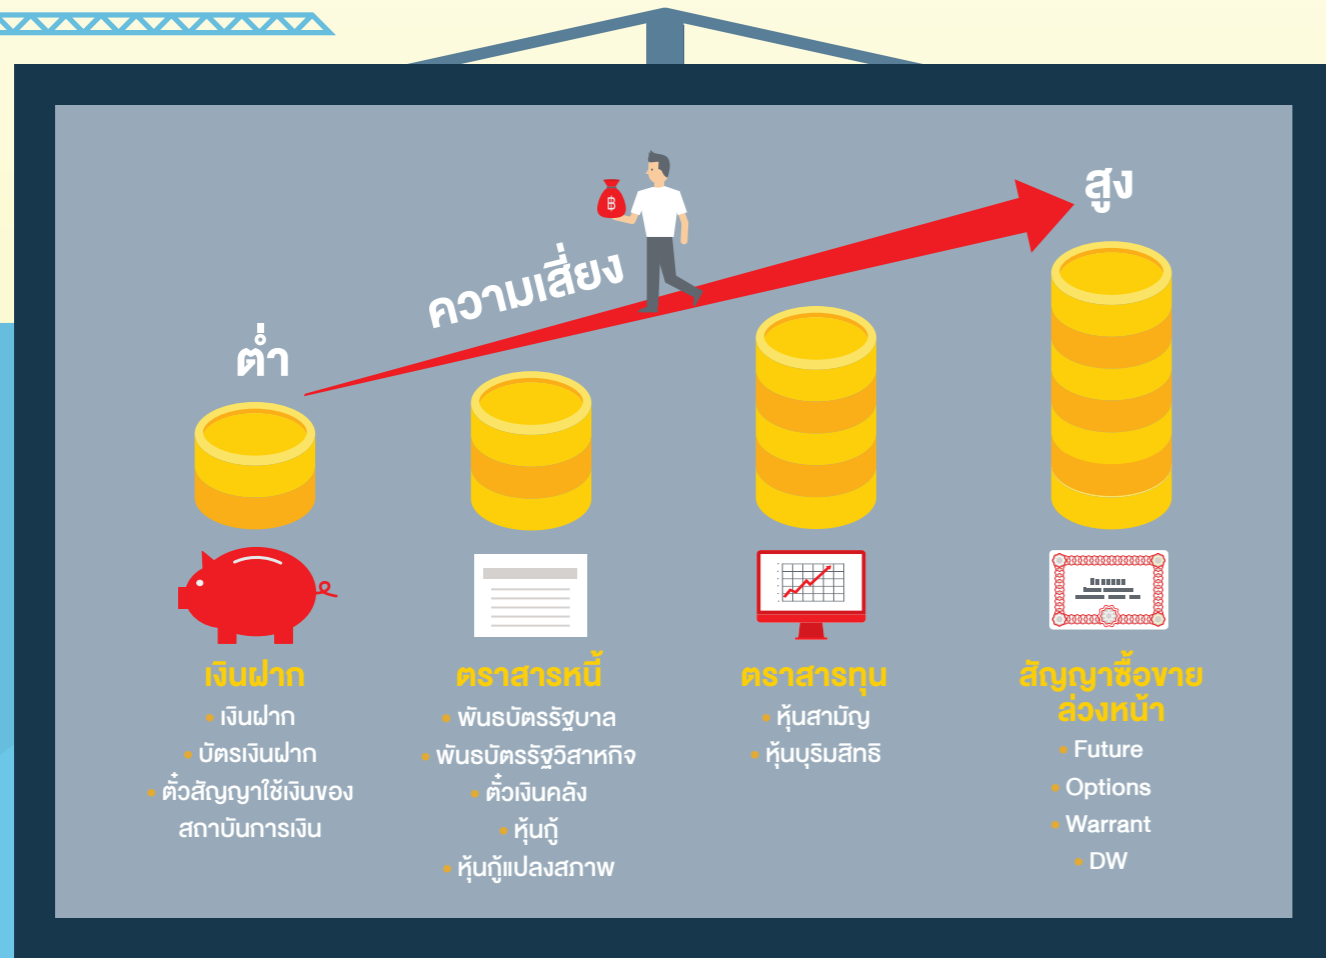 สูง
ความเสี่ยง
ต่ำ
฿
เงินฝาก
• เงินฝาก
• บัตรเงินฝาก
• ตั๋วสัญญาใช้เงินของ
สถาบันการเงิน
ตราสารหนี้
• พันธบัตรรัฐบาล
• พันธบัตรรัฐวิสาหกิจ
• ตั๋วเงินคลัง
• หุ้นกู้
• หุ้นกู้แปลงสภาพ
ตราสารทุน
• หุ้นสามัญ
• หุ้นบุริมสิทธิ
สัญญาซื้อขาย
ล่วงหน้า
• Future
• Options
• Warrant
• DW